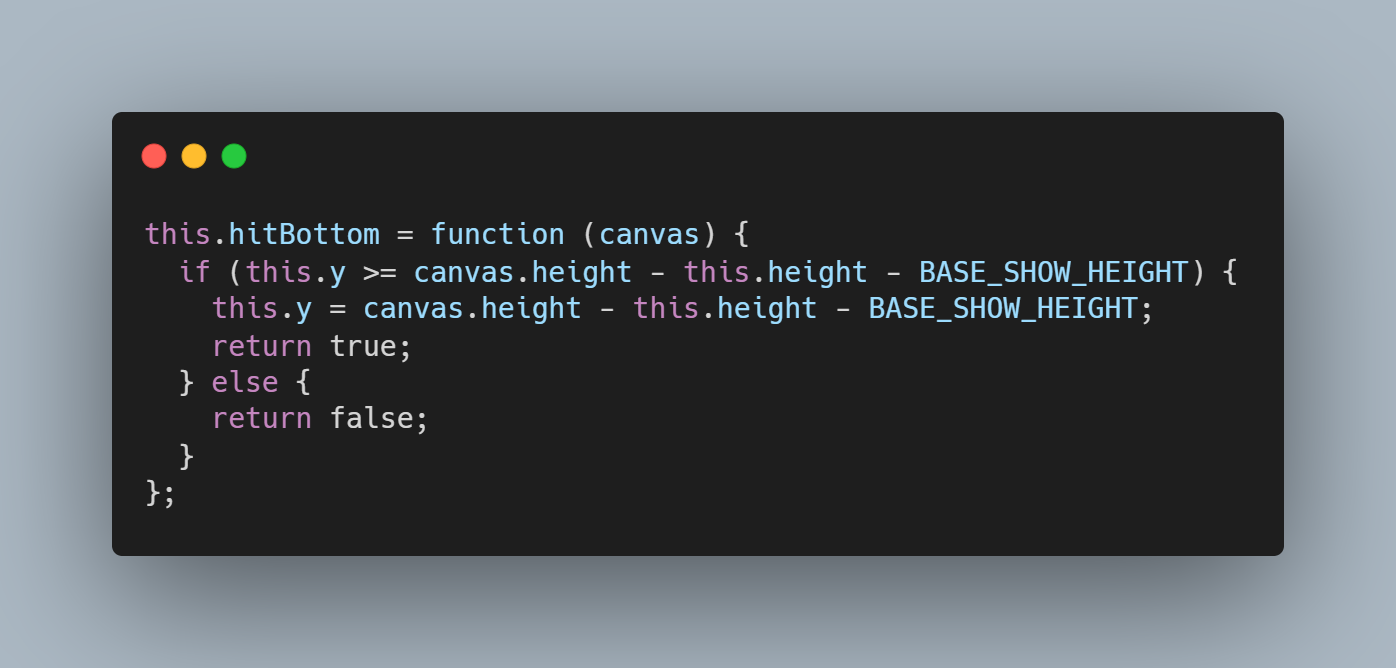 this.hitBottom = function (canvas) {
  if (this.y >= canvas.height - this.height - BASE_SHOW_HEIGHT) {
    this.y = canvas.height - this.height - BASE_SHOW_HEIGHT;
    return true;
  } else {
    return false;
  }
};